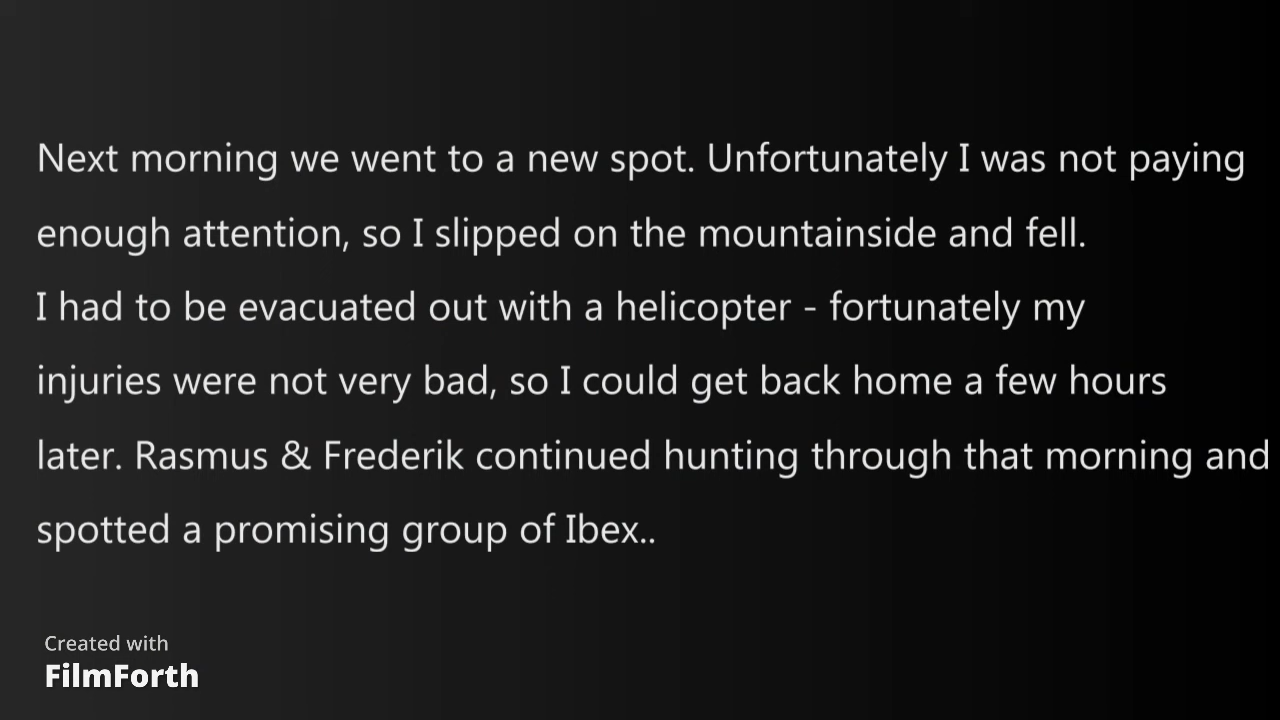 Next morning we went to a new spot. Unfortunately I was not paying
enough attention, so I slipped on the mountainside and fell.
I had to be evacuated out with a helicopter - fortunately my
injuries were not very bad, so I could get back home a few hours
later. Rasmus & Frederik continued hunting through that morning and
spotted a promising group of Ibex..
Created with
FilmForth